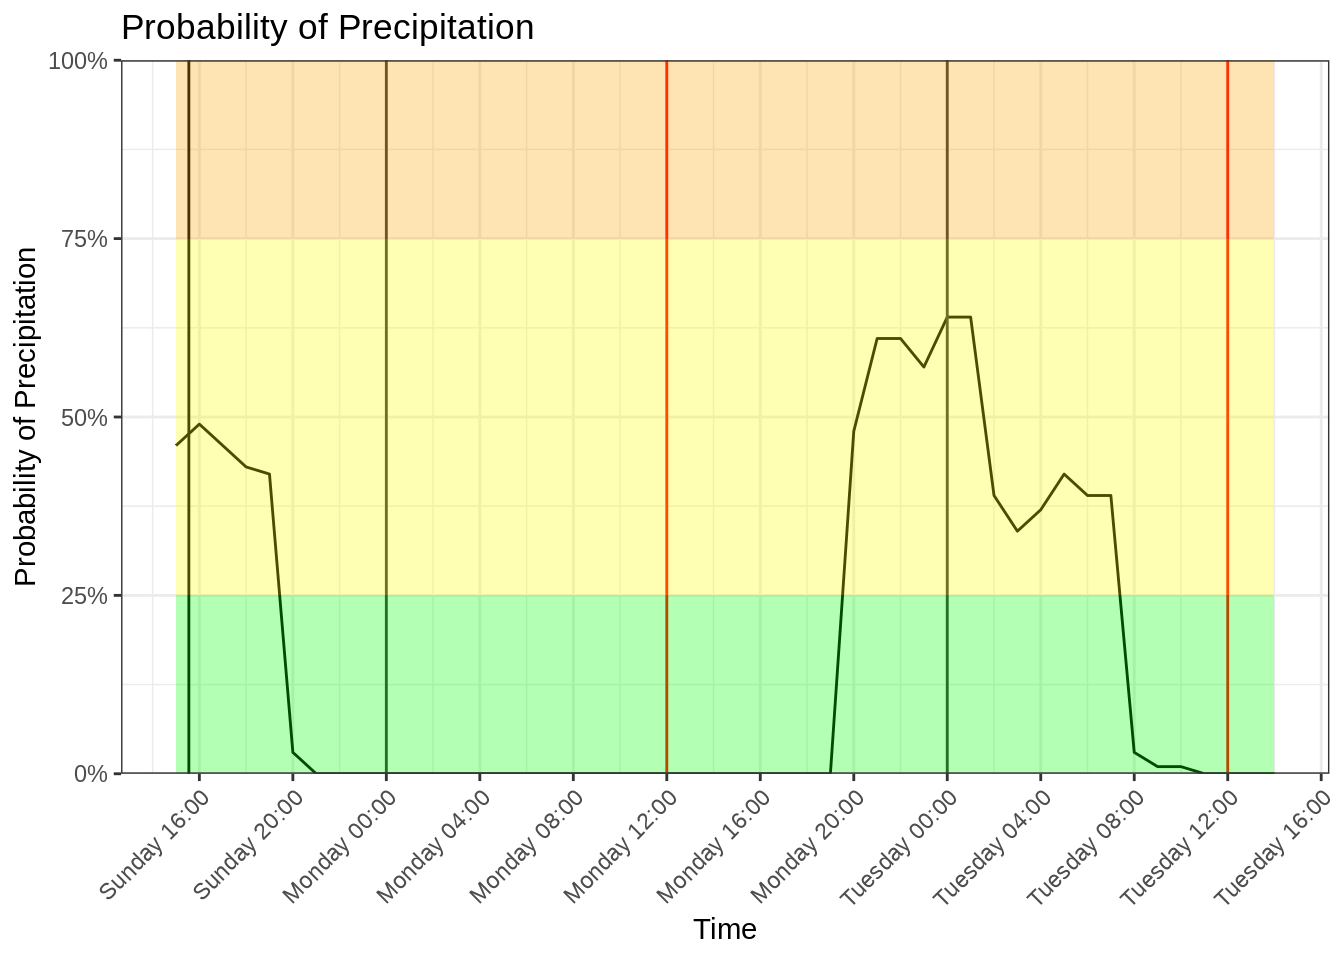 Probability of Precipitation
Probability of Precipitation
100%
75%
50%
25%
0%
Sunday 16:00
Sunday 20:00
Monday 00:00
Monday 04:00
Monday 08:00
Monday 12:00
Monday 16:00
Monday 20:00
Tuesday 00:00
Tuesday 04:00
Tuesday 08:00
Tuesday 12:00
Tuesday 16:00
Time